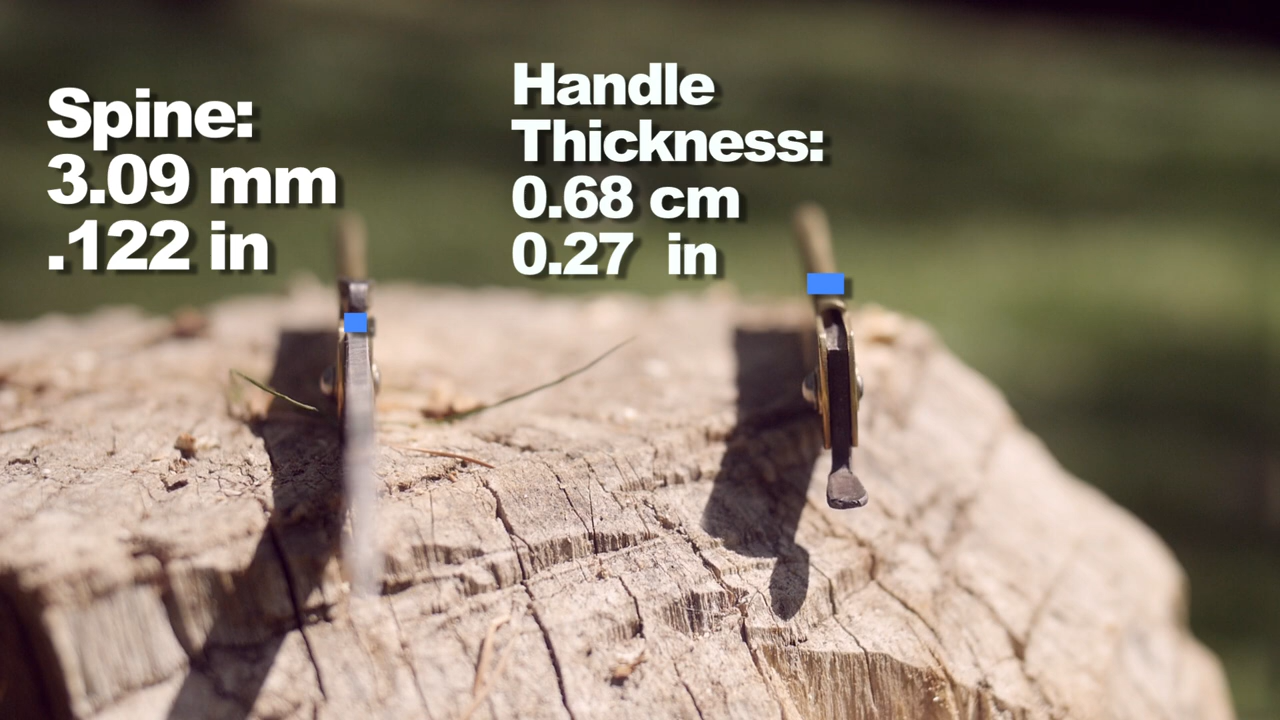 Spine:
3.09 mm
.122 in
Handle
Thickness:
0.68 cm
0.27 in